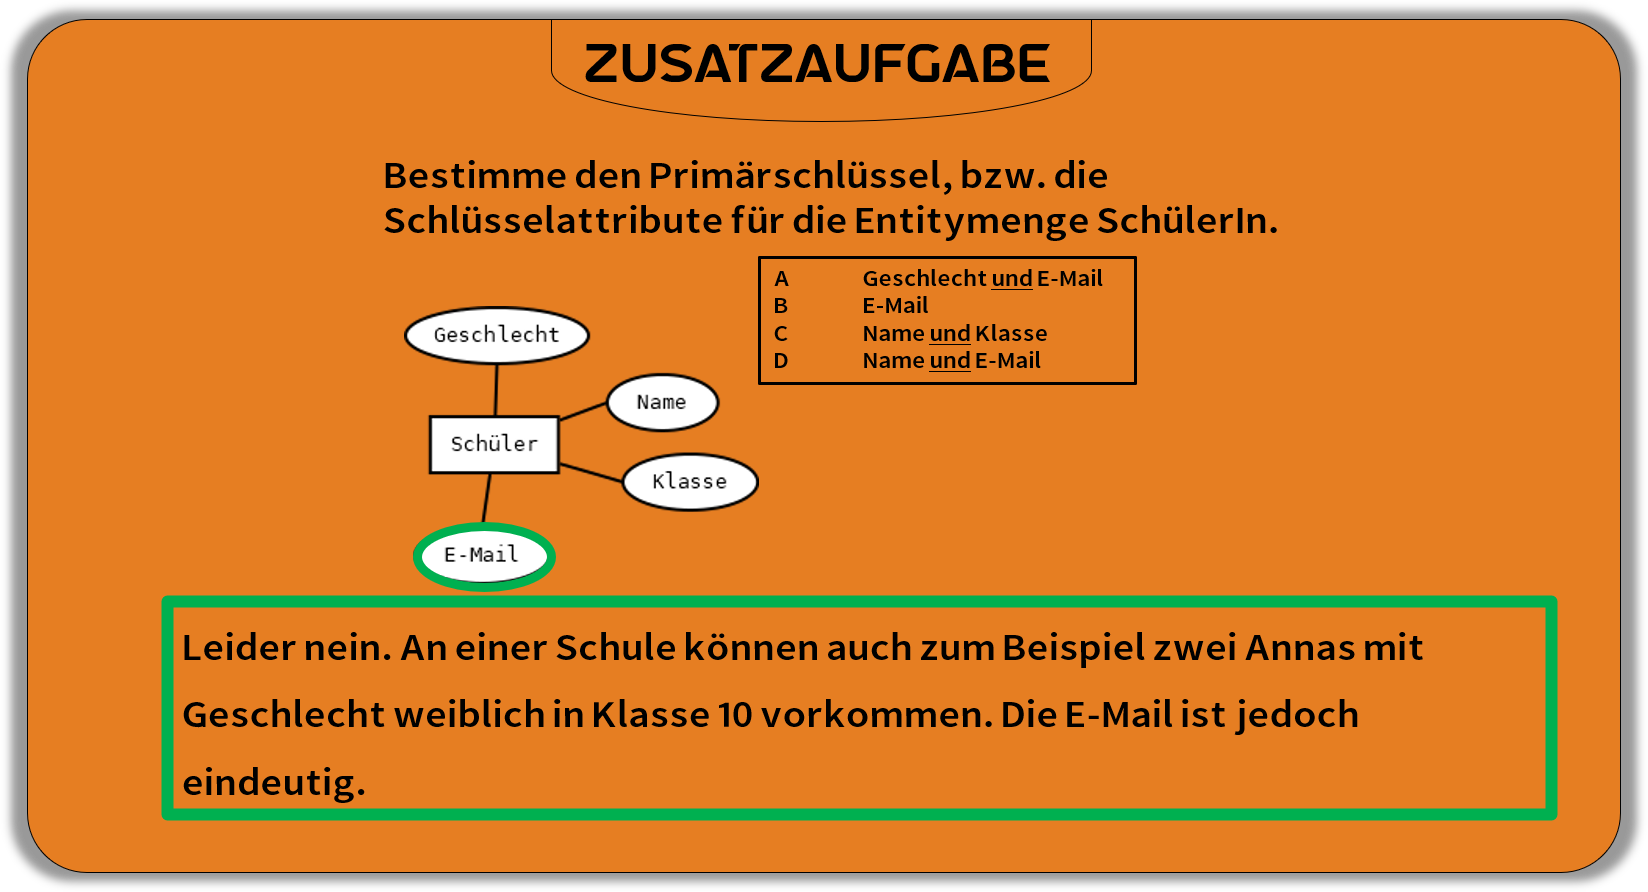 ZUSATZAUFGABE
Bestimme den Primärschlüssel, bzw. die
Schlüsselattribute für die Entitymenge SchülerIn.
A Geschlecht und E-Mail
B E-Mail
C Name und Klasse
D Name und E-Mail
Geschlecht
Name
Schüler
Klasse
E-Mail
Leider nein. An einer Schule können auch zum Beispiel zwei Annas mit
Geschlecht weiblich in Klasse 10 vorkommen. Die E-Mail ist jedoch
eindeutig.